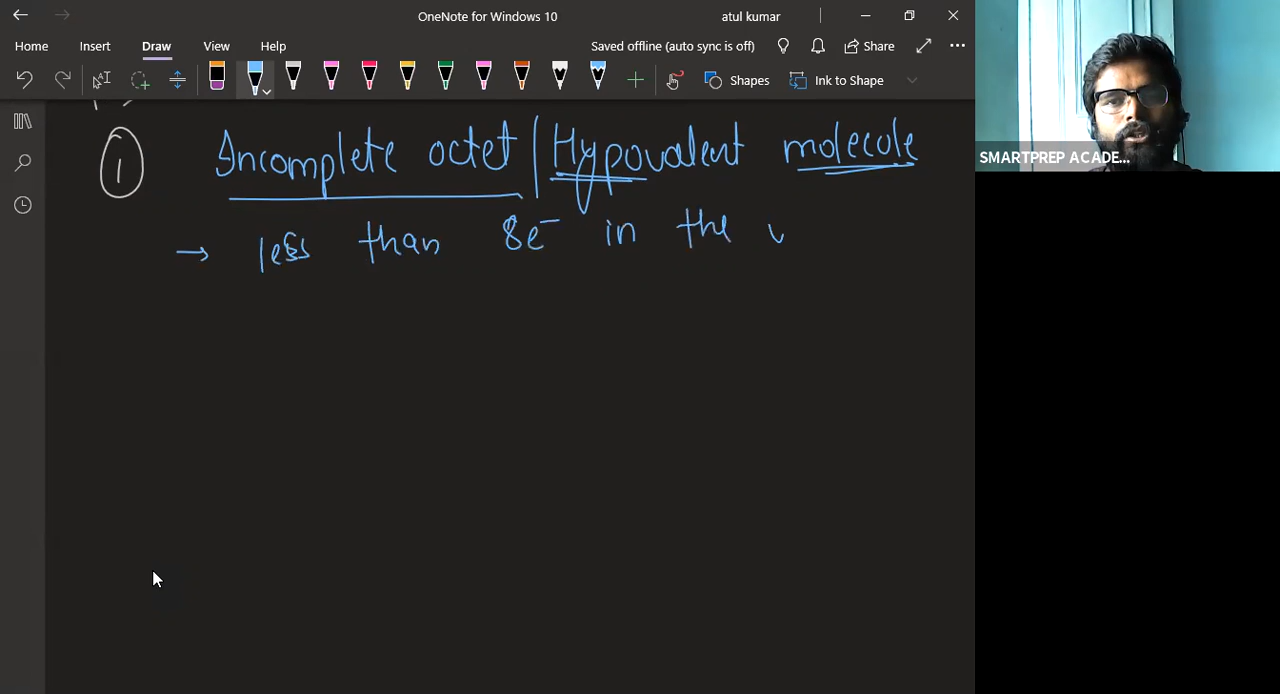 OneNote for Windows 10
atul kumar
Home Insert Draw View Help
Saved offline (auto sync is off)
Share
Shapes
Ink to Shape
SMARTPREP ACADE...
1 Incomplete octet | Hypovalent molecule
→ less than 8e⁻ in the